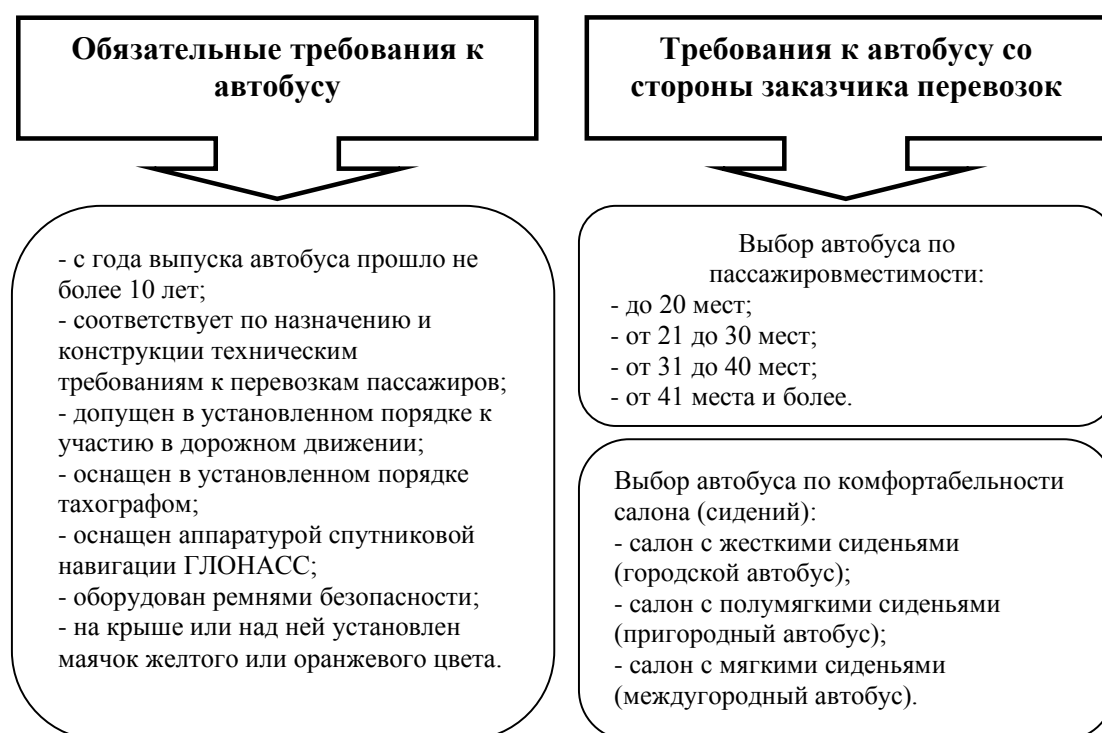 Обязательные требования к
автобусу
- с года выпуска автобуса прошло не
более 10 лет;
- соответствует по назначению и
конструкции техническим
требованиям к перевозкам пассажиров;
- допущен в установленном порядке к
участию в дорожном движении;
- оснащен в установленном порядке
тахографом;
- оснащен аппаратурой спутниковой
навигации ГЛОНАСС;
- оборудован ремнями безопасности;
- на крыше или над ней установлен
маячок желтого или оранжевого цвета.
Требования к автобусу со
стороны заказчика перевозок
Выбор автобуса по
пассажировместимости:
- до 20 мест;
- от 21 до 30 мест;
- от 31 до 40 мест;
- от 41 места и более.
Выбор автобуса по комфортабельности
салона (сидений):
- салон с жесткими сиденьями
(городской автобус);
- салон с полумягкими сиденьями
(пригородный автобус);
- салон с мягкими сиденьями
(междугородный автобус).